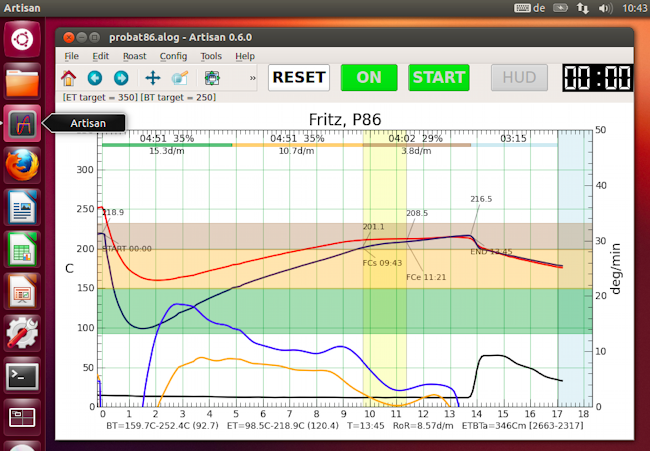 Artisan
de
10:43
probat86.alog - Artisan 0.6.0
File Edit Roast Config Tools Help
RESET ON START HUD 00:00
[ET target = 350] [BT target = 250]
Artisan
Fritz, P86
04:51 35% 04:51 35% 04:02 29% 03:15
15.3d/m 10.7d/m 3.8d/m
300
250
200
150
100
50
0
C
218.9
START 00:00
201.1
FCs 09:43
208.5
FCe 11:21
216.5
END 13:45
50
40
30
20
10
0
deg/min
0 1 2 3 4 5 6 7 8 9 10 11 12 13 14 15 16 17 18
BT=159.7C-252.4C (92.7) ET=98.5C-218.9C (120.4) T=13:45 RoR=8.57d/m ETBTa=346Cm [2663-2317]